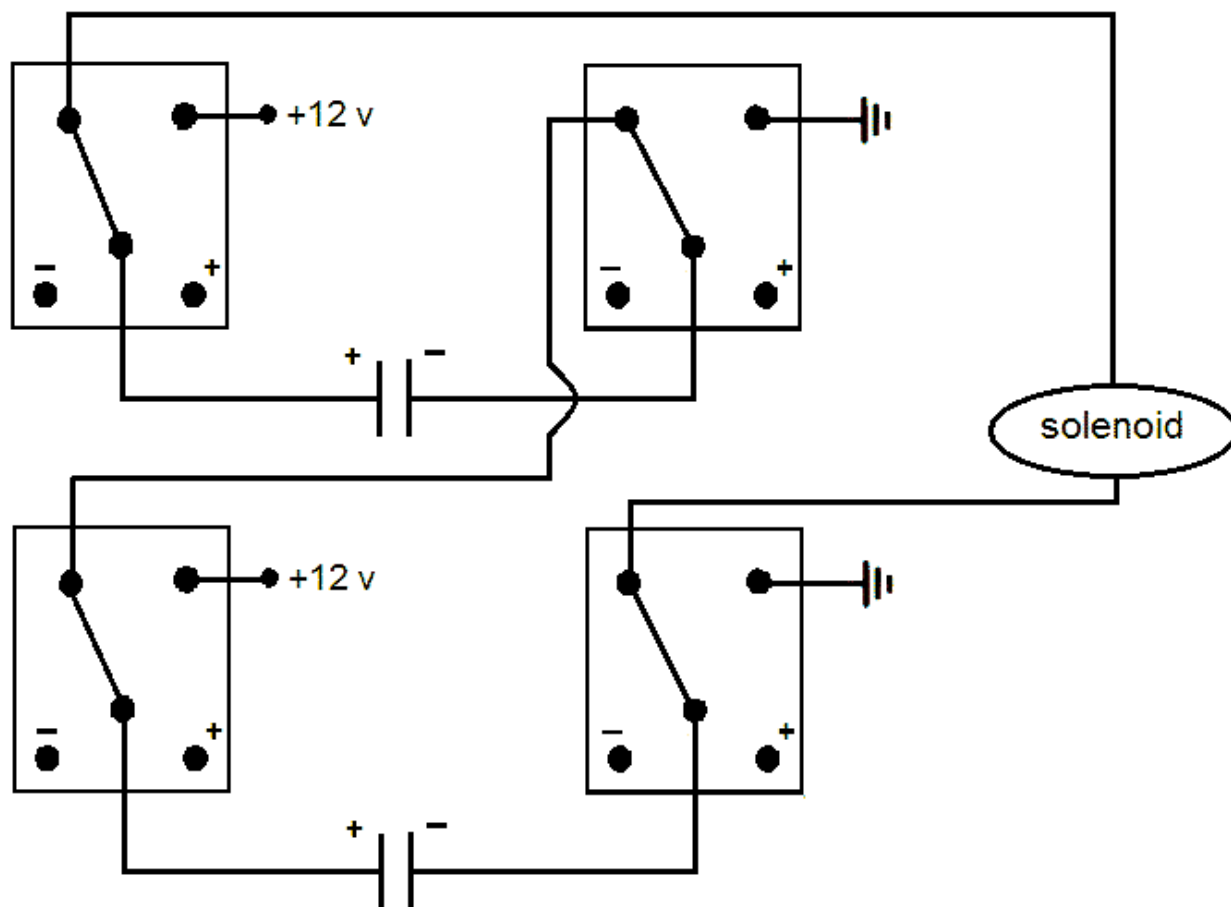 +12 v
− +
− +
+ −
solenoid
+12 v
− +
− +
+ −